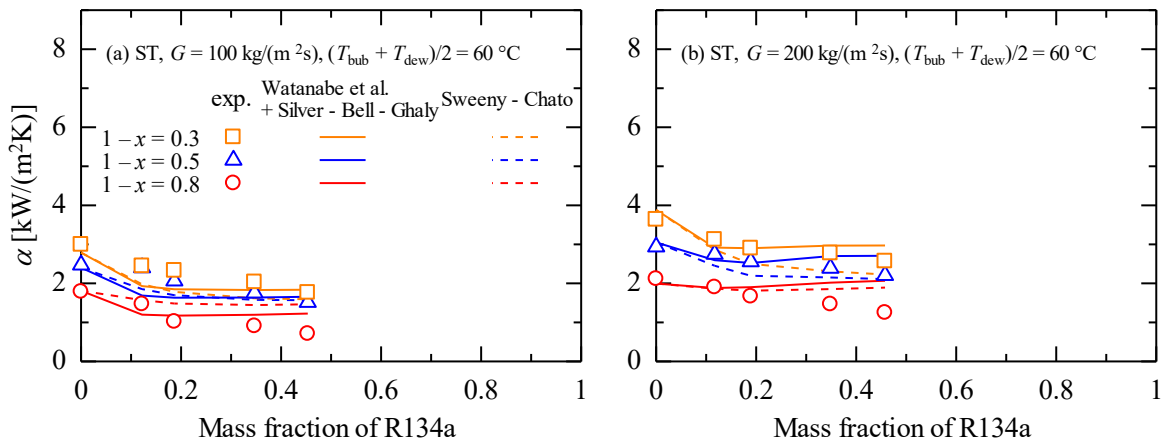 (a) ST, G = 100 kg/(m ²s), (Tbub + Tdew)/2 = 60 °C
exp.
Watanabe et al.
+ Silver - Bell - Ghaly
Sweeny - Chato
1 – x = 0.3
1 – x = 0.5
1 – x = 0.8
α [kW/(m²K)]
8
6
4
2
0
0
0.2
0.4
0.6
0.8
1
Mass fraction of R134a
(b) ST, G = 200 kg/(m ²s), (Tbub + Tdew)/2 = 60 °C
8
6
4
2
0
0
0.2
0.4
0.6
0.8
1
Mass fraction of R134a